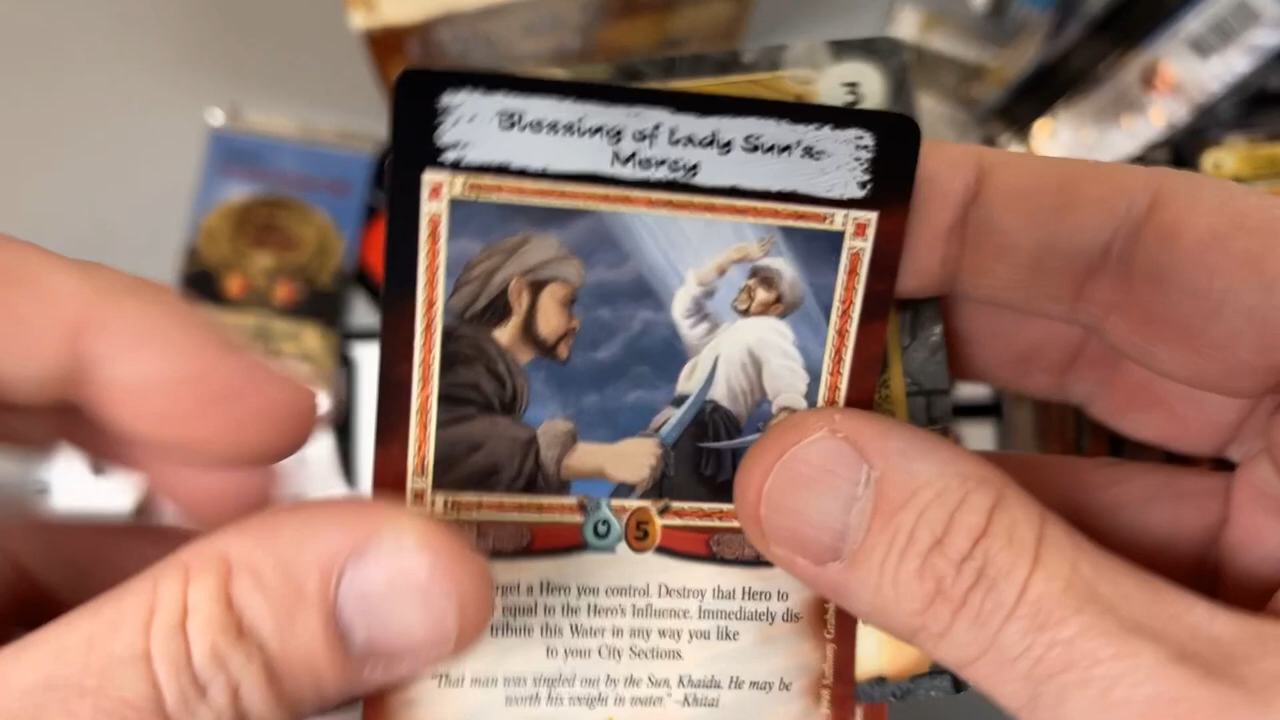 3
Blessing of Lady Sun's
Mercy
0 5
a Hero you control. Destroy that Hero to
equal to the Hero's Influence. Immediately dis-
tribute this Water in any way you like
to your City Sections.
"That man was singled out by the Sun, Khaidu. He may be
worth his weight in water." –Khitai